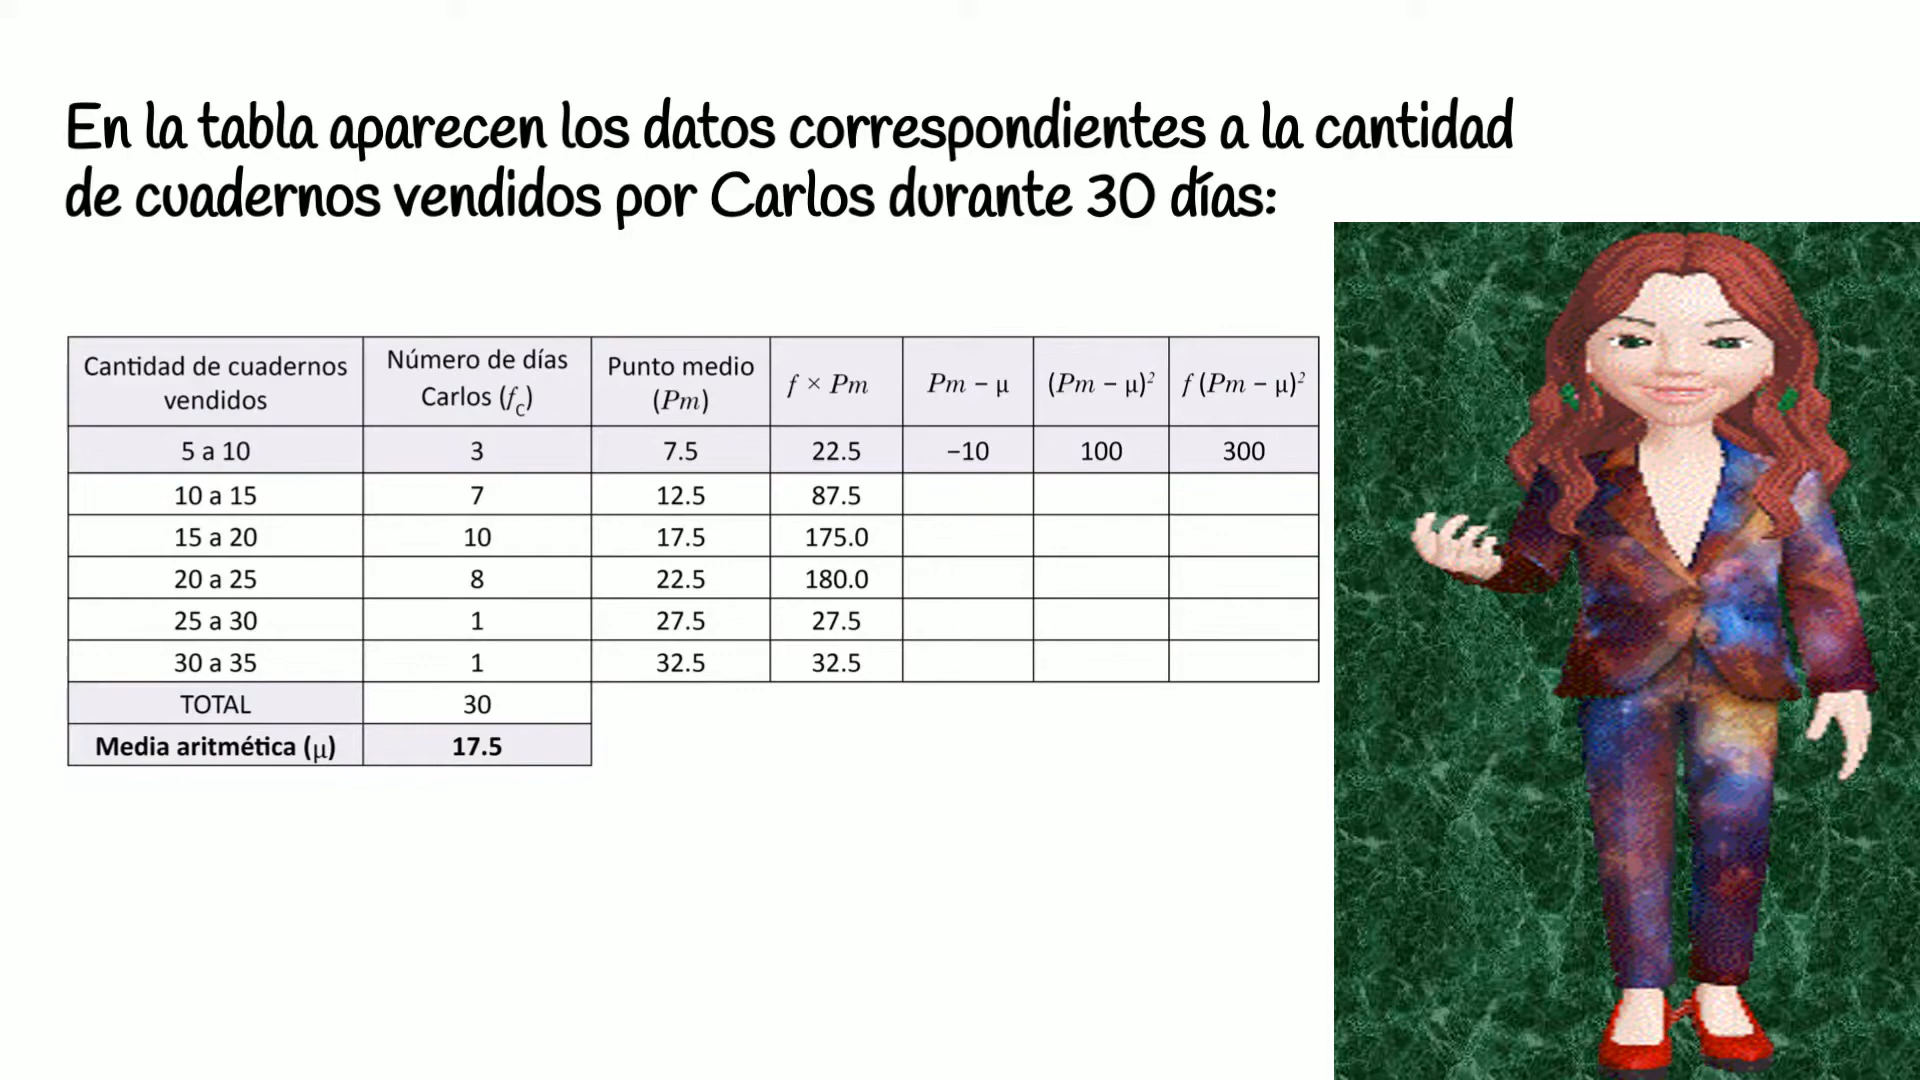 En la tabla aparecen los datos correspondientes a la cantidad
de cuadernos vendidos por Carlos durante 30 días:
Cantidad de cuadernos vendidos | Número de días Carlos (f_C) | Punto medio (Pm) | f × Pm | Pm − μ | (Pm − μ)² | f (Pm − μ)²
5 a 10 | 3 | 7.5 | 22.5 | −10 | 100 | 300
10 a 15 | 7 | 12.5 | 87.5
15 a 20 | 10 | 17.5 | 175.0
20 a 25 | 8 | 22.5 | 180.0
25 a 30 | 1 | 27.5 | 27.5
30 a 35 | 1 | 32.5 | 32.5
TOTAL | 30
Media aritmética (μ) | 17.5